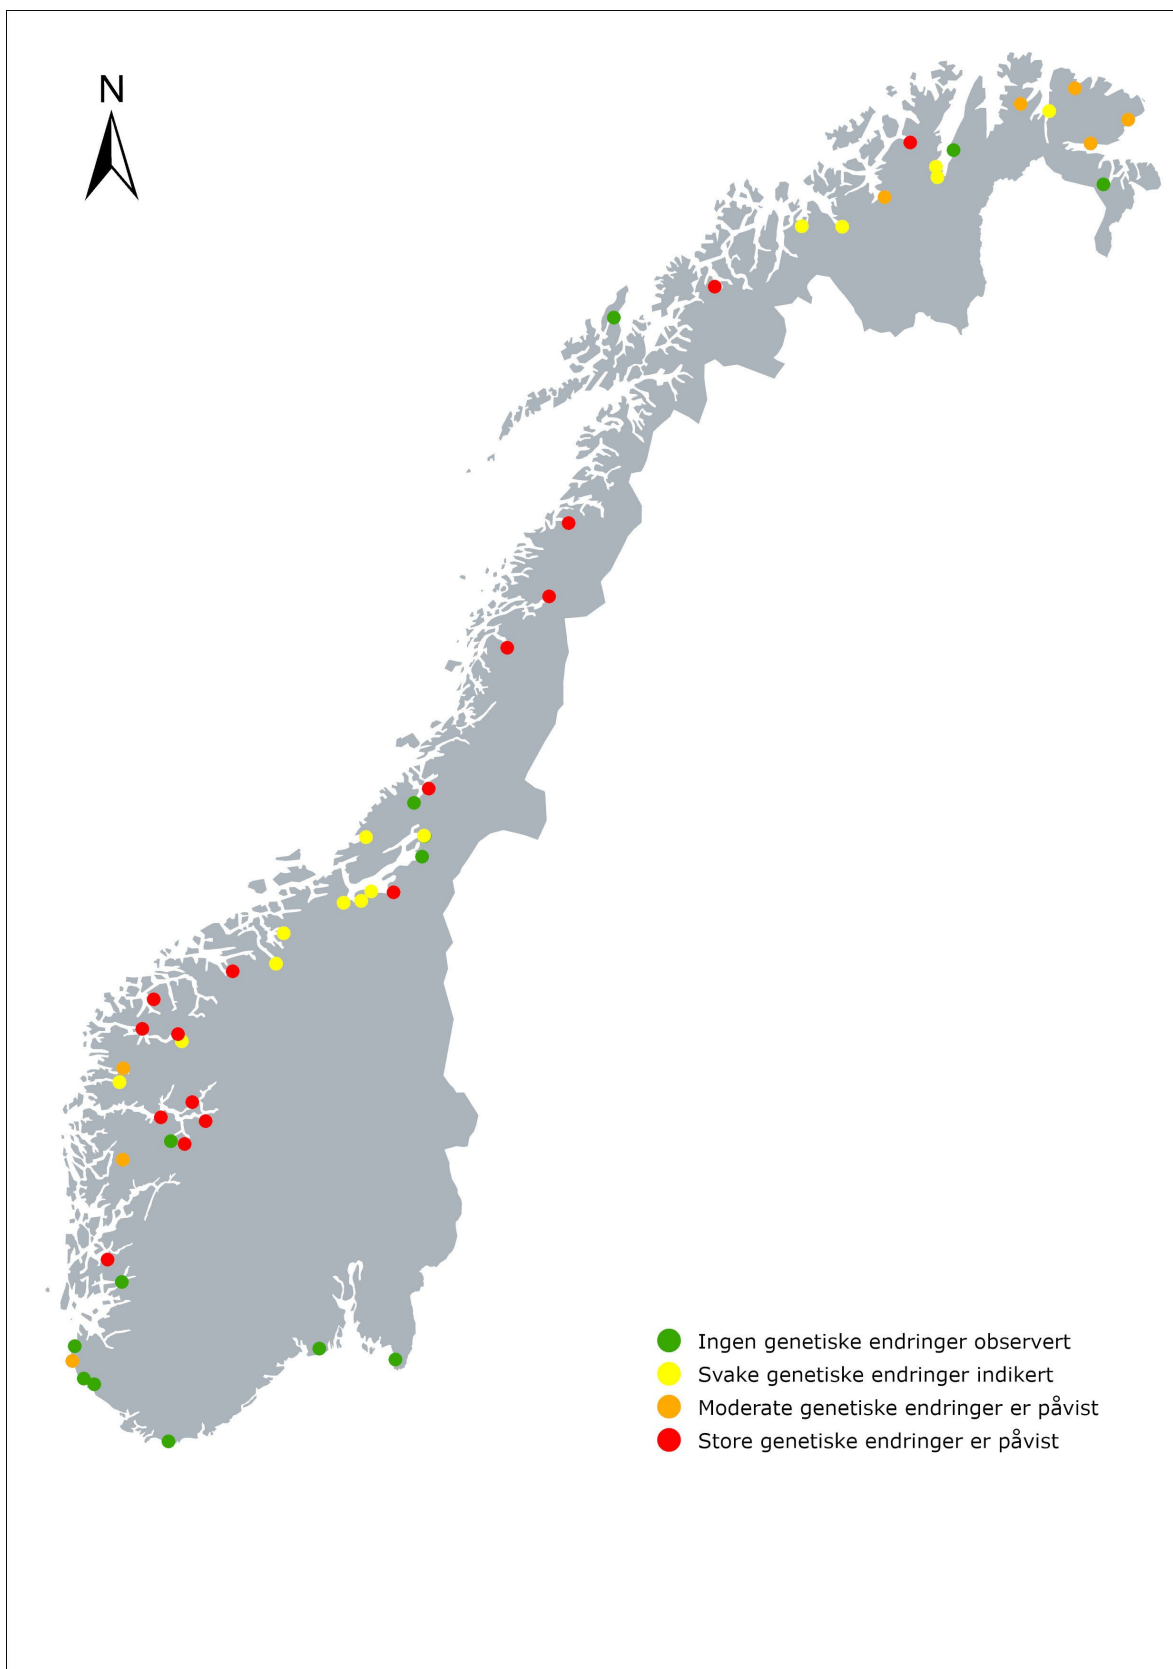 N
Ingen genetiske endringer observert
Svake genetiske endringer indikert
Moderate genetiske endringer er påvist
Store genetiske endringer er påvist